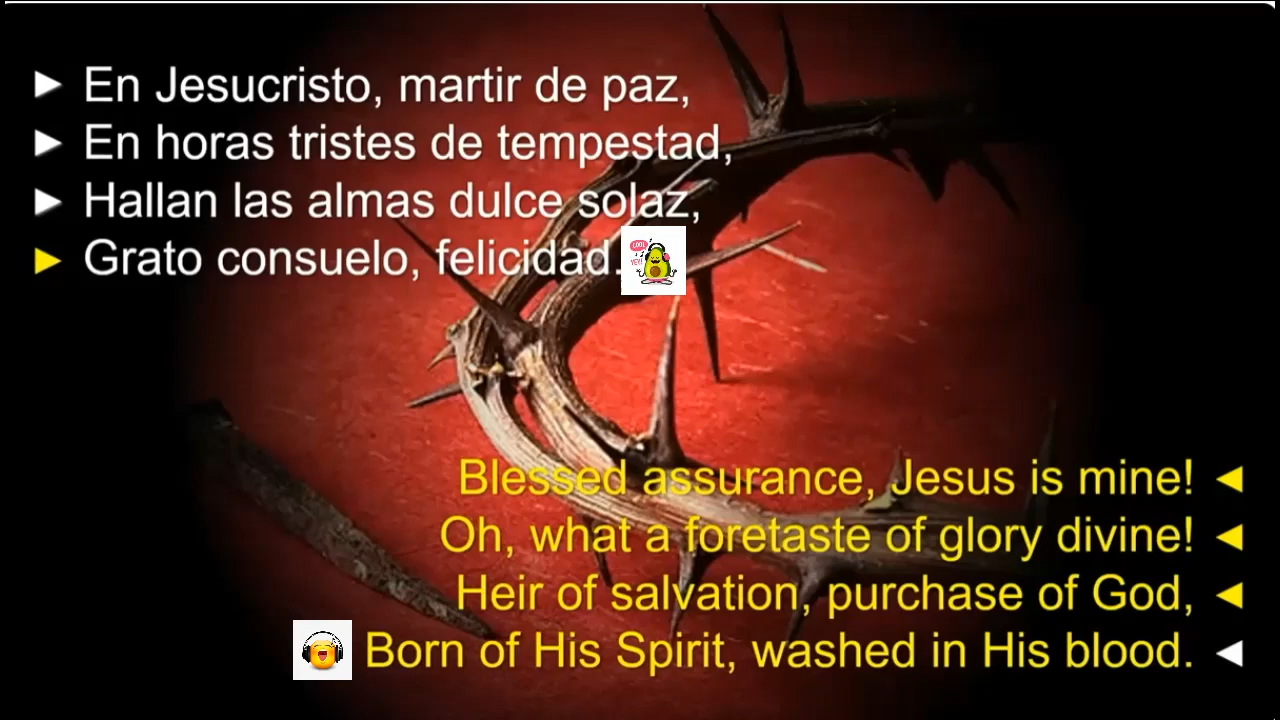 ► En Jesucristo, martir de paz,
► En horas tristes de tempestad,
► Hallan las almas dulce solaz,
► Grato consuelo, felicidad.
COOL
YEY!
Blessed assurance, Jesus is mine! ◄
Oh, what a foretaste of glory divine! ◄
Heir of salvation, purchase of God, ◄
Born of His Spirit, washed in His blood. ◄